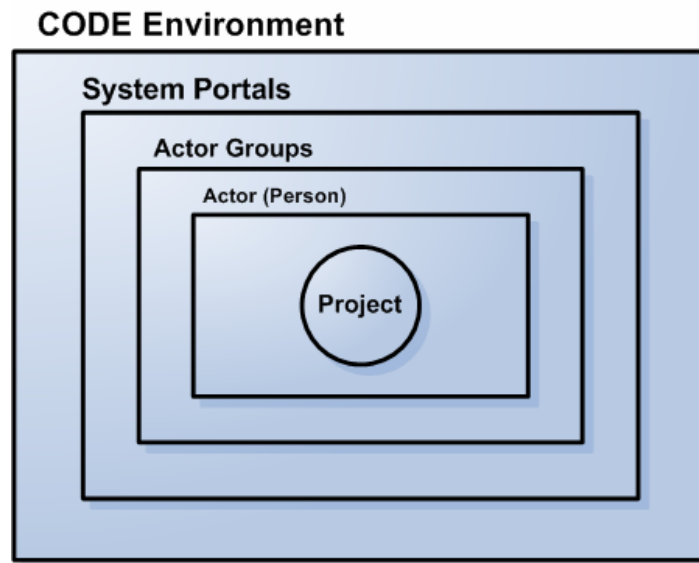 CODE Environment
System Portals
Actor Groups
Actor (Person)
Project